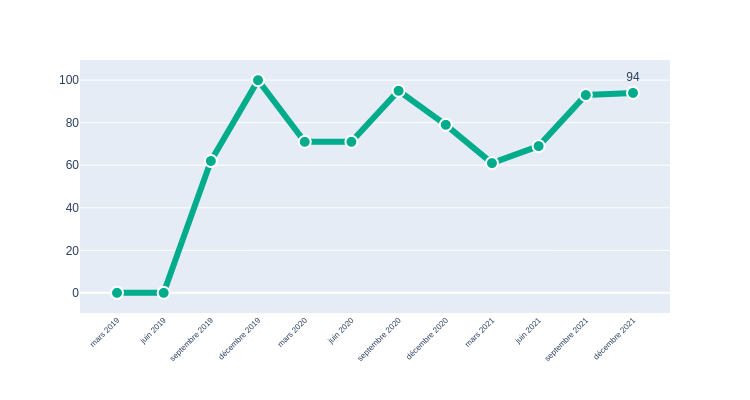 94
100
80
60
40
20
0
mars 2019
juin 2019
septembre 2019
décembre 2019
mars 2020
juin 2020
septembre 2020
décembre 2020
mars 2021
juin 2021
septembre 2021
décembre 2021